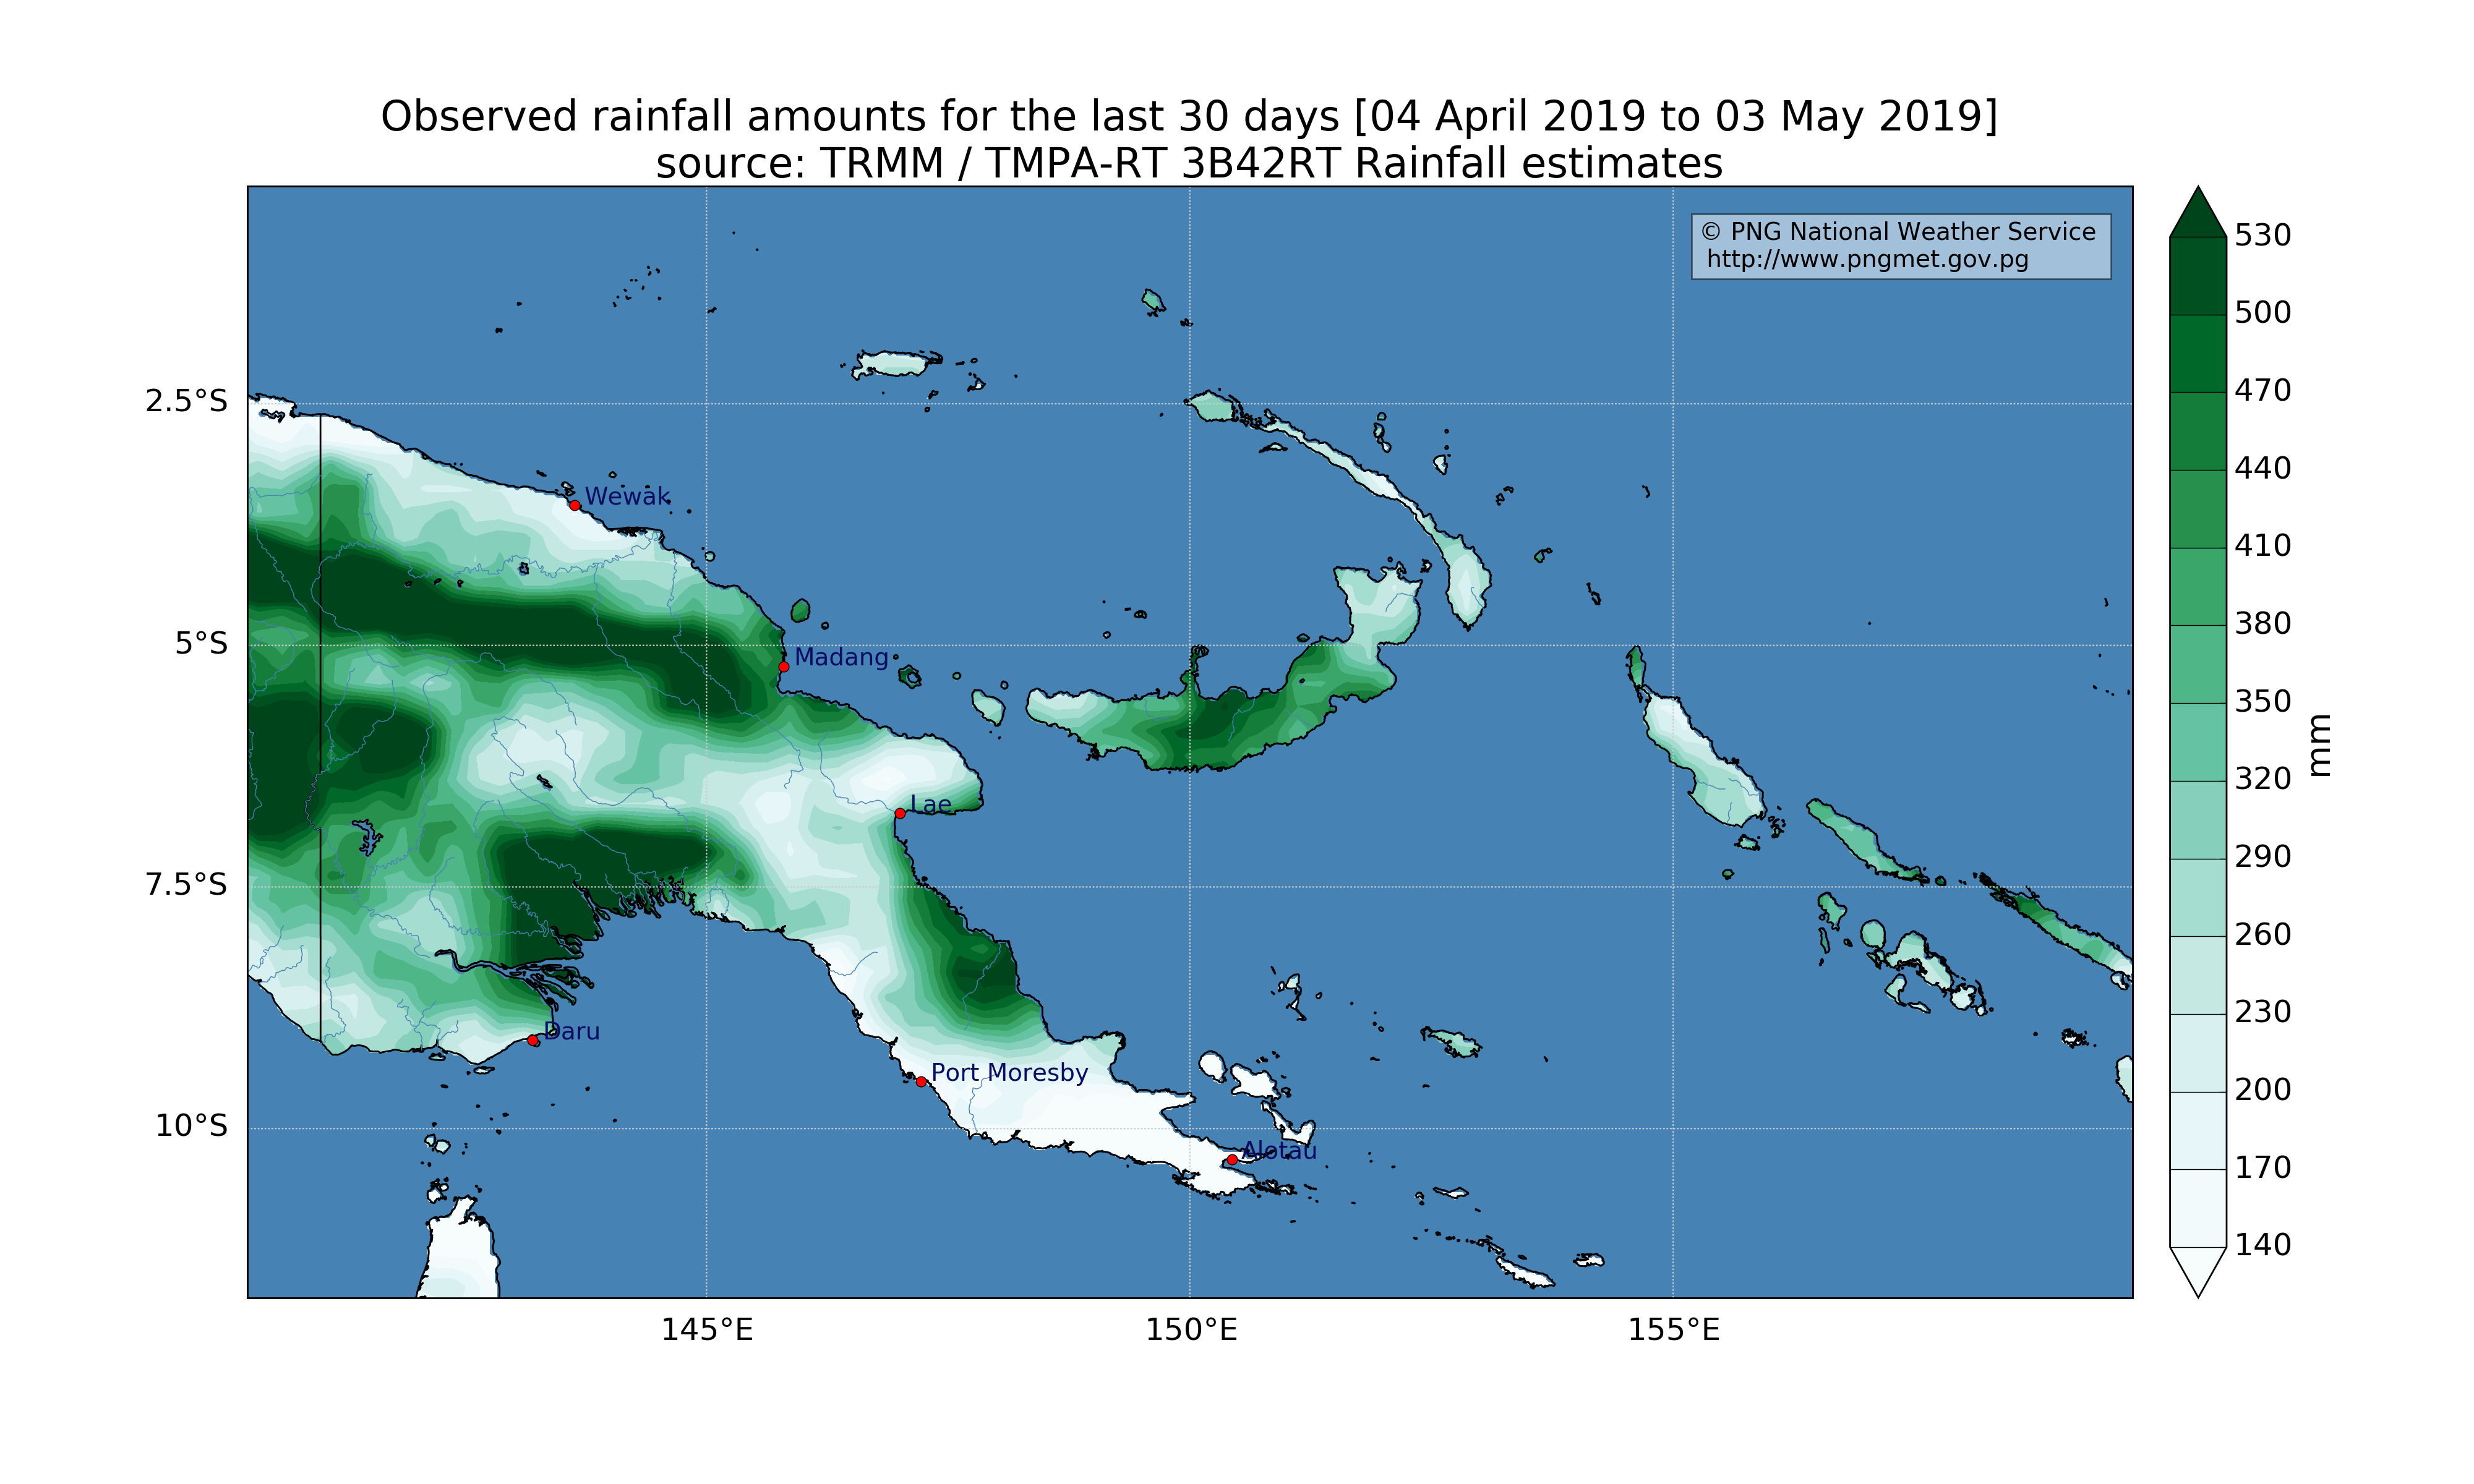 Observed rainfall amounts for the last 30 days [04 April 2019 to 03 May 2019]
source: TRMM / TMPA-RT 3B42RT Rainfall estimates
© PNG National Weather Service
http://www.pngmet.gov.pg
530
500
470
440
410
380
350
320
290
260
230
200
170
140
mm
2.5°S
5°S
7.5°S
10°S
Wewak
Madang
Lae
Daru
Port Moresby
Alotau
145°E
150°E
155°E